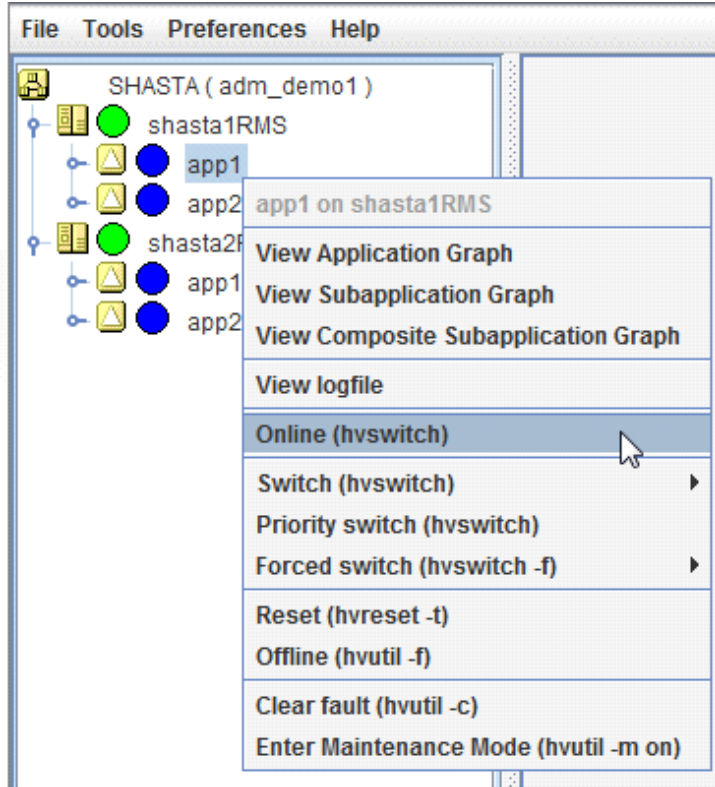 File Tools Preferences Help
SHASTA ( adm_demo1 )
shasta1RMS
app1
app2
shasta2
app1
app2
app1 on shasta1RMS
View Application Graph
View Subapplication Graph
View Composite Subapplication Graph
View logfile
Online (hvswitch)
Switch (hvswitch)
Priority switch (hvswitch)
Forced switch (hvswitch -f)
Reset (hvreset -t)
Offline (hvutil -f)
Clear fault (hvutil -c)
Enter Maintenance Mode (hvutil -m on)